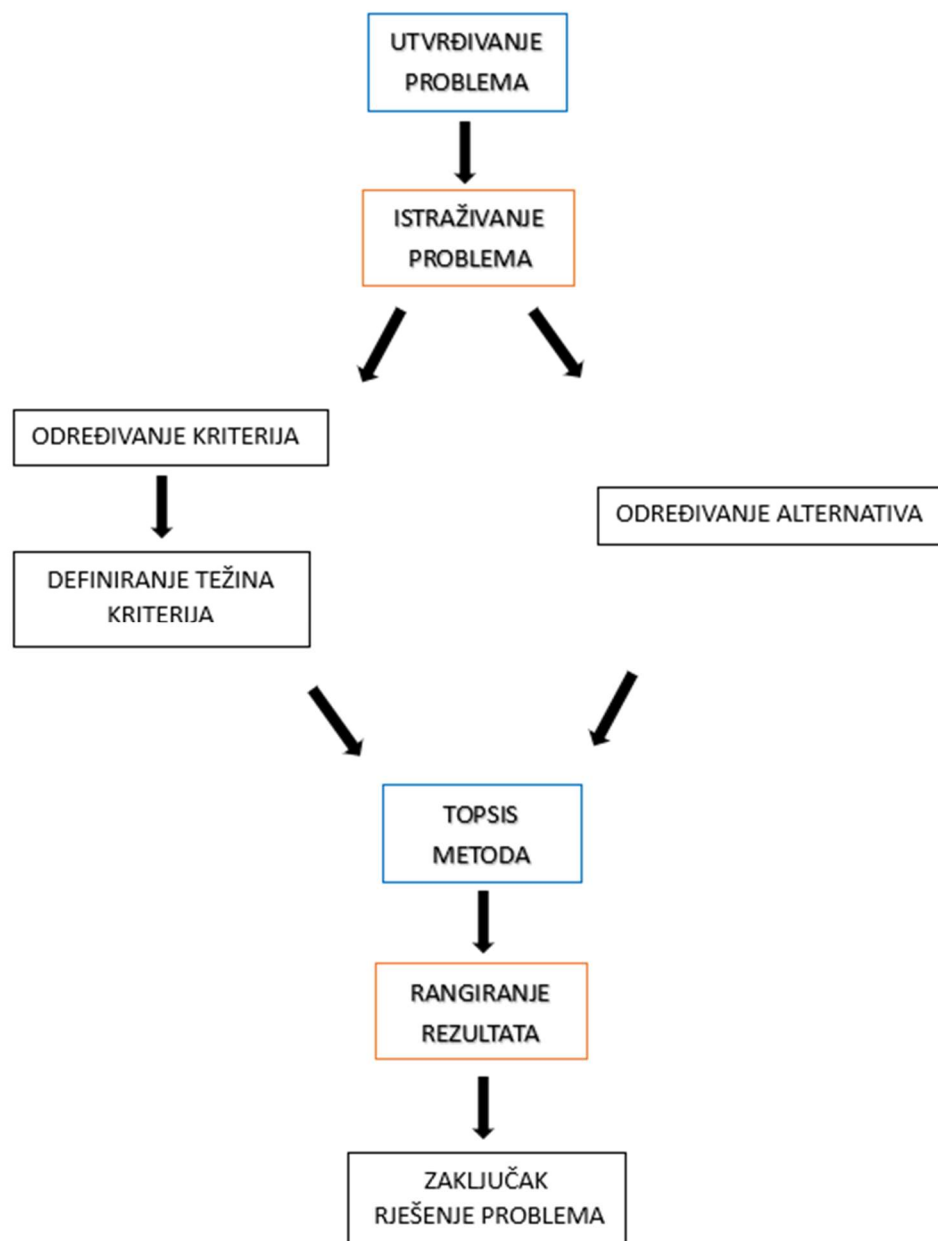 UTVRĐIVANJE
PROBLEMA
ISTRAŽIVANJE
PROBLEMA
ODREĐIVANJE KRITERIJA
ODREĐIVANJE ALTERNATIVA
DEFINIRANJE TEŽINA
KRITERIJA
TOPSIS
METODA
RANGIRANJE
REZULTATA
ZAKLJUČAK
RJEŠENJE PROBLEMA